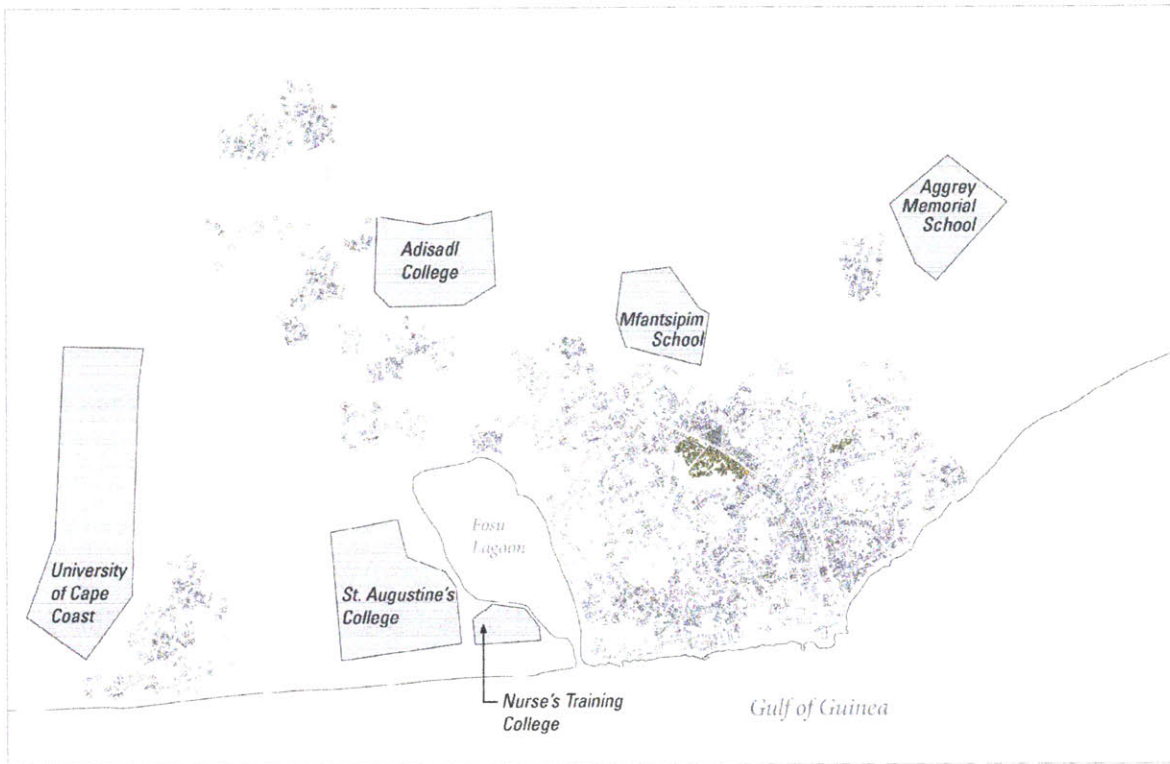 Aggrey
Memorial
School
Adisadl
College
Mfantsipim
School
Fosu
Lagoon
University
of Cape
Coast
St. Augustine's
College
Nurse's Training
College
Gulf of Guinea